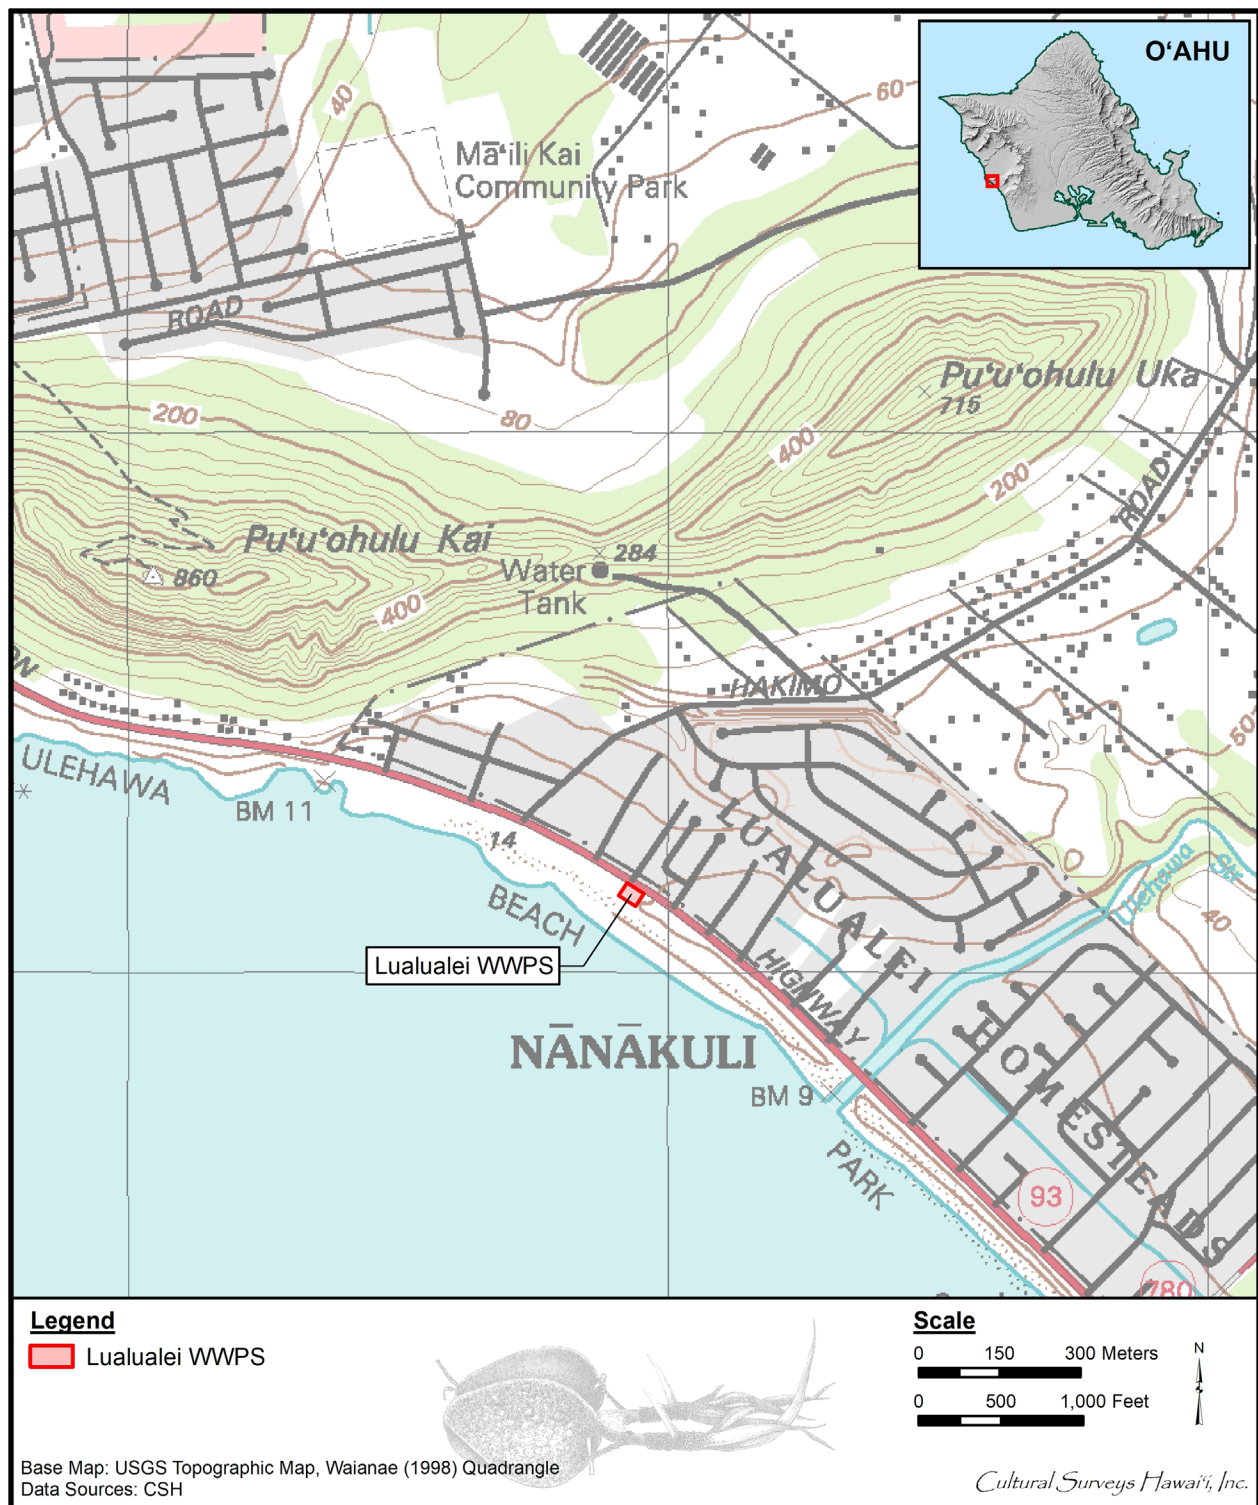 O‘AHU
60
40
Mā‘ili Kai
Community Park
ROAD
Pu‘u‘ohulu Uka
715
200
80
400
200
ROAD
Pu‘u‘ohulu Kai
284
Water
Tank
860
400
HAKIMO
50
ULEHAWA
BM 11
14
BEACH
LUALUALEI
Ulehawa Str
40
Lualualei WWPS
HIGHWAY
NĀNĀKULI
HOMESTEADS
BM 9
PARK
93
780
Legend
Lualualei WWPS
Scale
0 150 300 Meters
0 500 1,000 Feet
N
Base Map: USGS Topographic Map, Waianae (1998) Quadrangle
Data Sources: CSH
Cultural Surveys Hawai‘i, Inc.